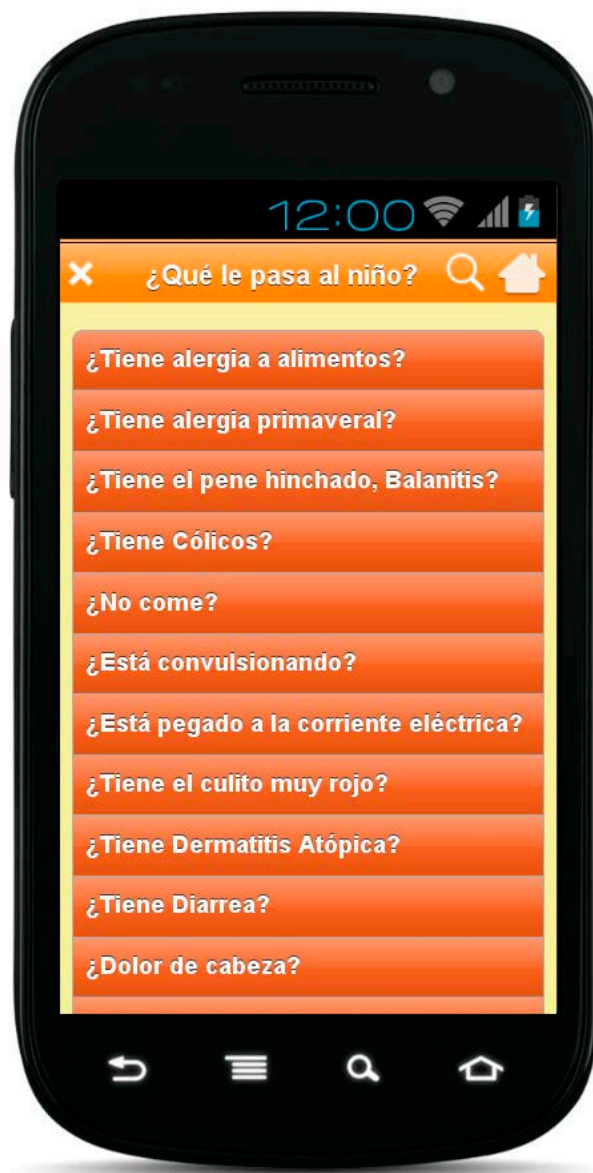 12:00
¿Qué le pasa al niño?
¿Tiene alergia a alimentos?
¿Tiene alergia primaveral?
¿Tiene el pene hinchado, Balanitis?
¿Tiene Cólicos?
¿No come?
¿Está convulsionando?
¿Está pegado a la corriente eléctrica?
¿Tiene el culito muy rojo?
¿Tiene Dermatitis Atópica?
¿Tiene Diarrea?
¿Dolor de cabeza?